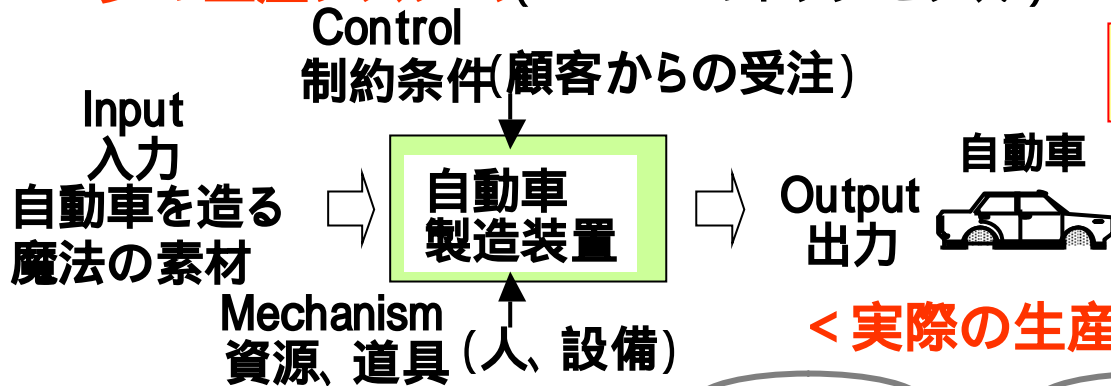 Control
制約条件(顧客からの受注)
Input
入力
自動車を造る
魔法の素材
自動車
製造装置
Output
出力
自動車
Mechanism
資源、道具(人、設備)
<実際の生産